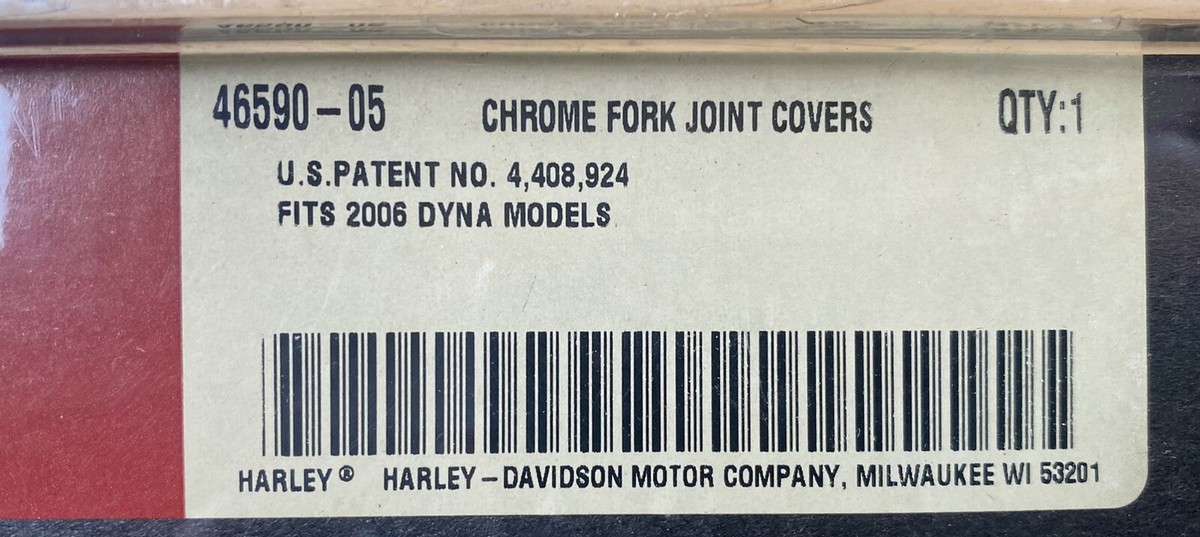 46590-05 CHROME FORK JOINT COVERS QTY:1
U.S.PATENT NO. 4,408,924
FITS 2006 DYNA MODELS
HARLEY® HARLEY-DAVIDSON MOTOR COMPANY, MILWAUKEE WI 53201